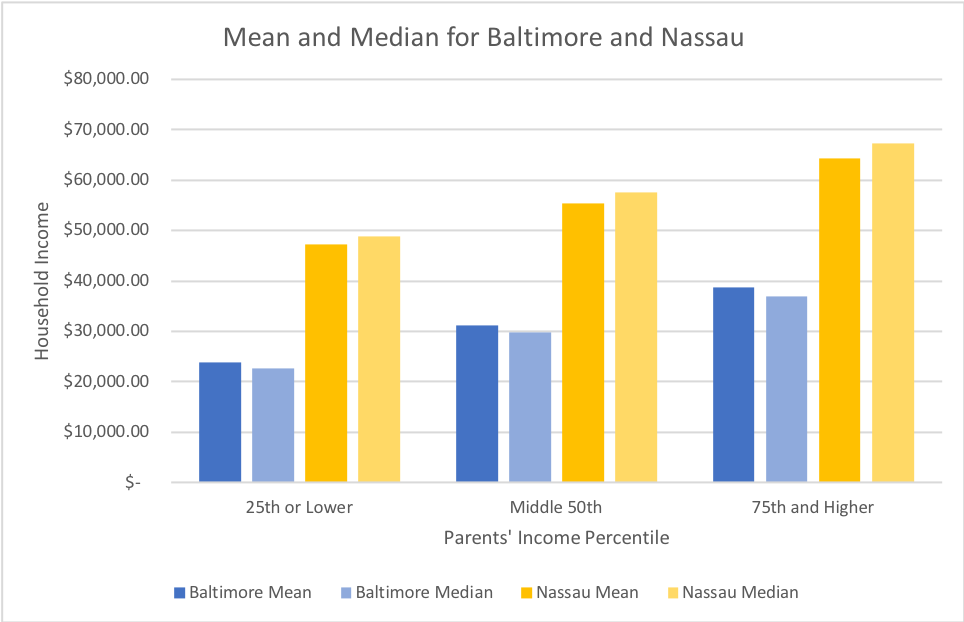 Mean and Median for Baltimore and Nassau
$80,000.00
$70,000.00
$60,000.00
$50,000.00
$40,000.00
$30,000.00
$20,000.00
$10,000.00
$-
Household Income
25th or Lower
Middle 50th
75th and Higher
Parents' Income Percentile
Baltimore Mean
Baltimore Median
Nassau Mean
Nassau Median